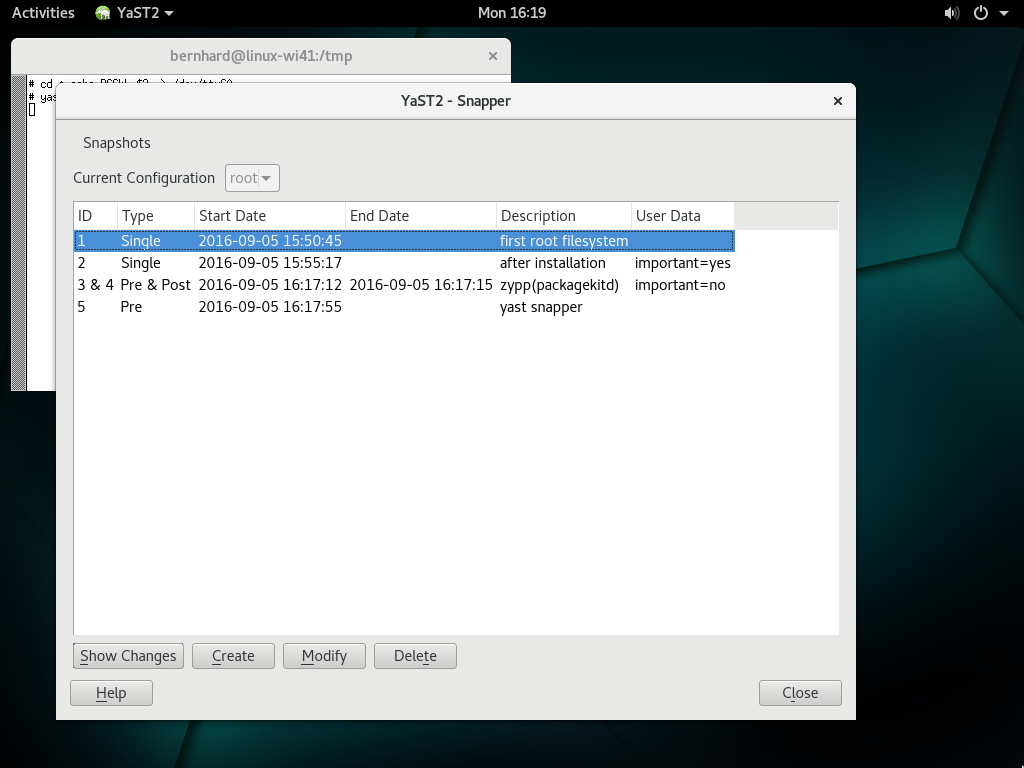 Activities YaST2 Mon 16:19
bernhard@linux-wi41:/tmp
# cd
# yas
YaST2 - Snapper
Snapshots
Current Configuration root
ID Type Start Date End Date Description User Data
1 Single 2016-09-05 15:50:45 first root filesystem
2 Single 2016-09-05 15:55:17 after installation important=yes
3 & 4 Pre & Post 2016-09-05 16:17:12 2016-09-05 16:17:15 zypp(packagekitd) important=no
5 Pre 2016-09-05 16:17:55 yast snapper
Show Changes Create Modify Delete
Help Close